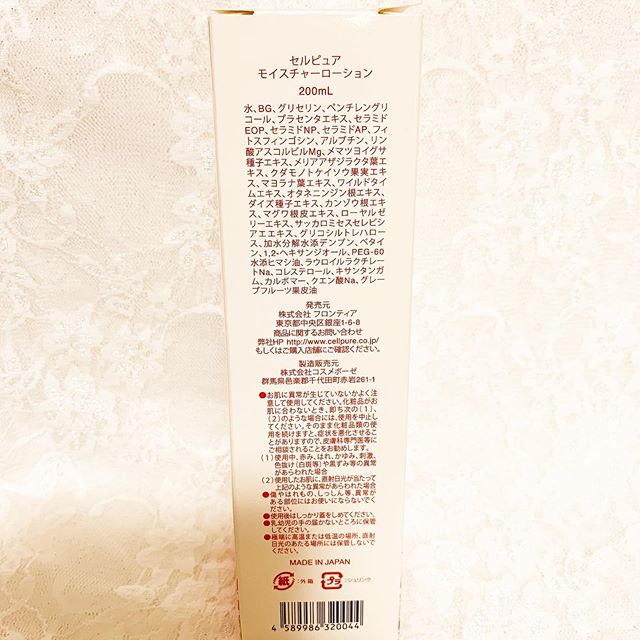 セルピュア
モイスチャーローション
200mL
水、BG、グリセリン、ペンチレングリ
コール、プラセンタエキス、セラミド
EOP、セラミドNP、セラミドAP、フィ
トスフィンゴシン、アルブチン、リン
酸アスコルビルMg、メマツヨイグサ
種子エキス、メリアアザジラクタ葉エ
キス、クダモノトケイソウ果実エキ
ス、マヨラナ葉エキス、ワイルドタイ
ムエキス、オタネニンジン根エキス、
ダイズ種子エキス、カンゾウ根エキ
ス、マグワ根皮エキス、ローヤルゼ
リーエキス、サッカロミセスセレビシ
アエエキス、グリコシルトレハロー
ス、加水分解水添デンプン、ベタイ
ン、1,2-ヘキサンジオール、PEG-60
水添ヒマシ油、ラウロイルラクチレー
トNa、コレステロール、キサンタンガ
ム、カルボマー、クエン酸Na、グレー
プフルーツ果皮油
発売元
株式会社 フロンティア
東京都中央区銀座1-6-8
商品に関するお問い合わせ
弊社HP http://www.cellpure.co.jp/
もしくはご購入店舗にご確認ください。
製造販売元
株式会社コスメポーゼ
群馬県邑楽郡千代田町赤岩261-1
●お肌に異常が生じていないかよく注
意して使用してください。化粧品がお
肌に合わないとき、即ち次の(1)、
(2)のような場合には、使用を中止し
てください。そのまま化粧品類の使用
を続けますと、症状を悪化させること
がありますので、皮膚科専門医等に
ご相談されることをお勧めします。
(1)使用中、赤み、はれ、かゆみ、刺激、
色抜け(白斑等)や黒ずみ等の異常
があらわれた場合
(2)使用したお肌に、直射日光が当たって
上記のような異常があらわれた場合
●傷やはれもの、しっしん等、異常が
ある部位にはお使いにならないでく
ださい。
●使用後はしっかり蓋をしめてください。
●乳幼児の手の届かないところに保管
してください。
●極端に高温または低温の場所、直射
日光のあたる場所には保管しないで
ください。
MADE IN JAPAN
紙 :外箱 プラ :シュリンク
4 589986 320044